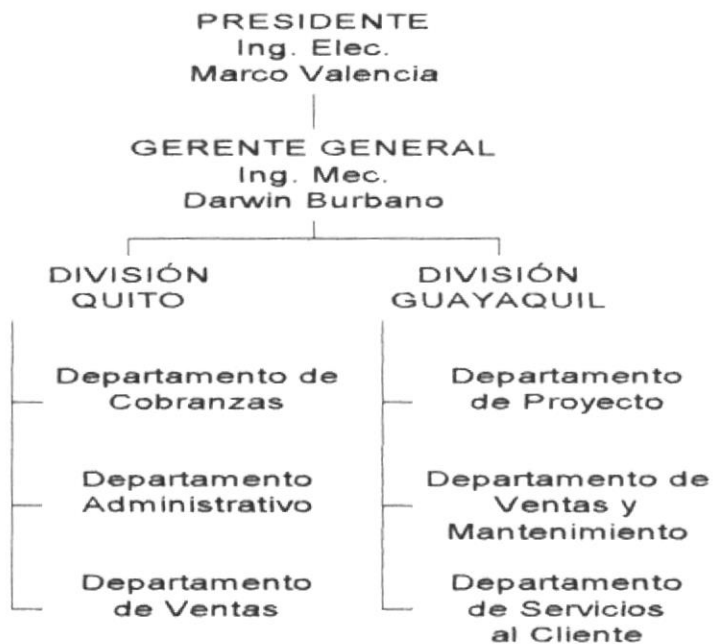 PRESIDENTE
Ing. Elec.
Marco Valencia
GERENTE GENERAL
Ing. Mec.
Darwin Burbano
DIVISIÓN
QUITO
Departamento de
Cobranzas
Departamento
Administrativo
Departamento
de Ventas
DIVISIÓN
GUAYAQUIL
Departamento
de Proyecto
Departamento de
Ventas y
Mantenimiento
Departamento
de Servicios
al Cliente